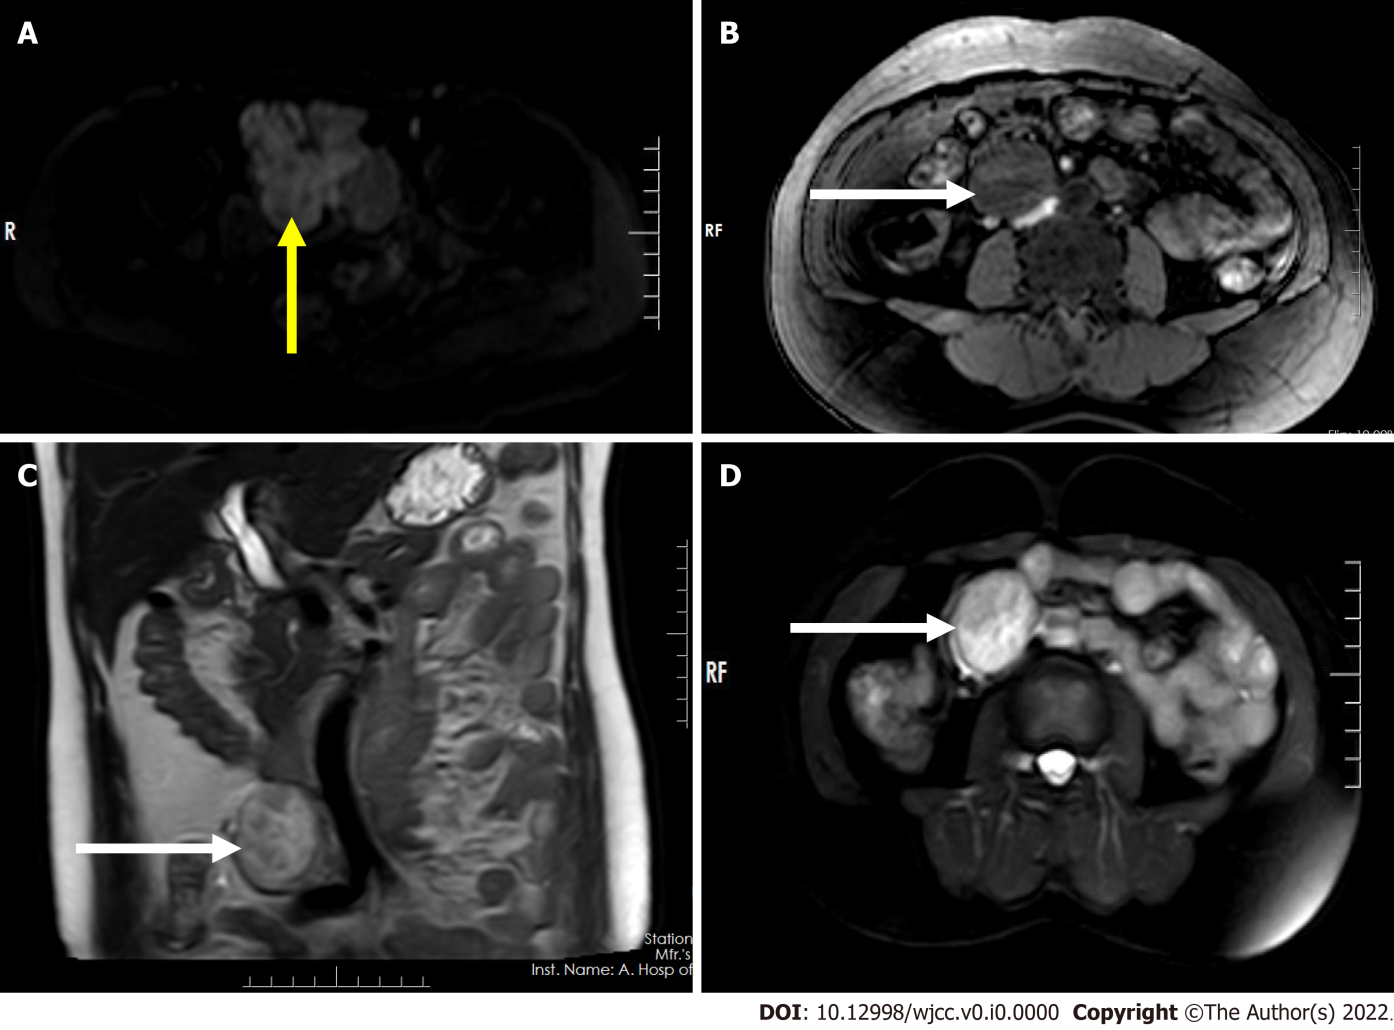 A
B
R
RF
C
D
RF
Station
Mfr.'s
Inst. Name: A. Hosp of
DOI: 10.12998/wjcc.v0.i0.0000 Copyright ©The Author(s) 2022.